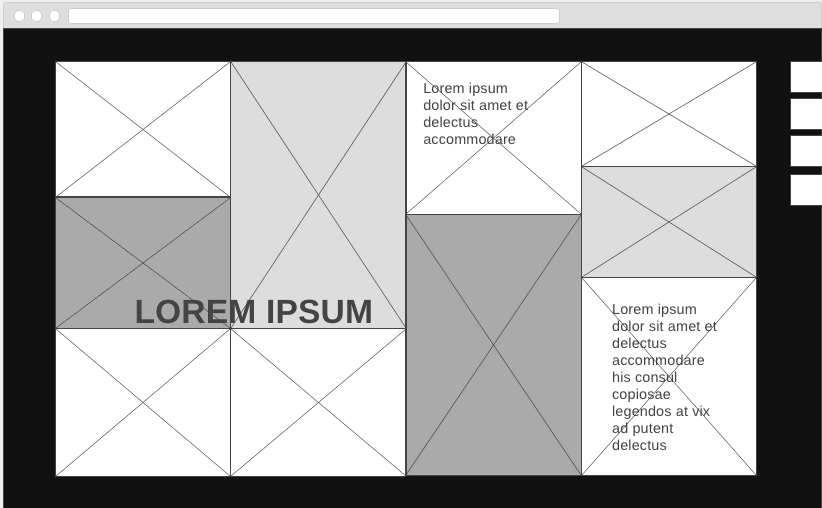 Lorem ipsum
dolor sit amet et
delectus
accommodare
LOREM IPSUM
Lorem ipsum
dolor sit amet et
delectus
accommodare
his consul
copiosae
legendos at vix
ad putent
delectus